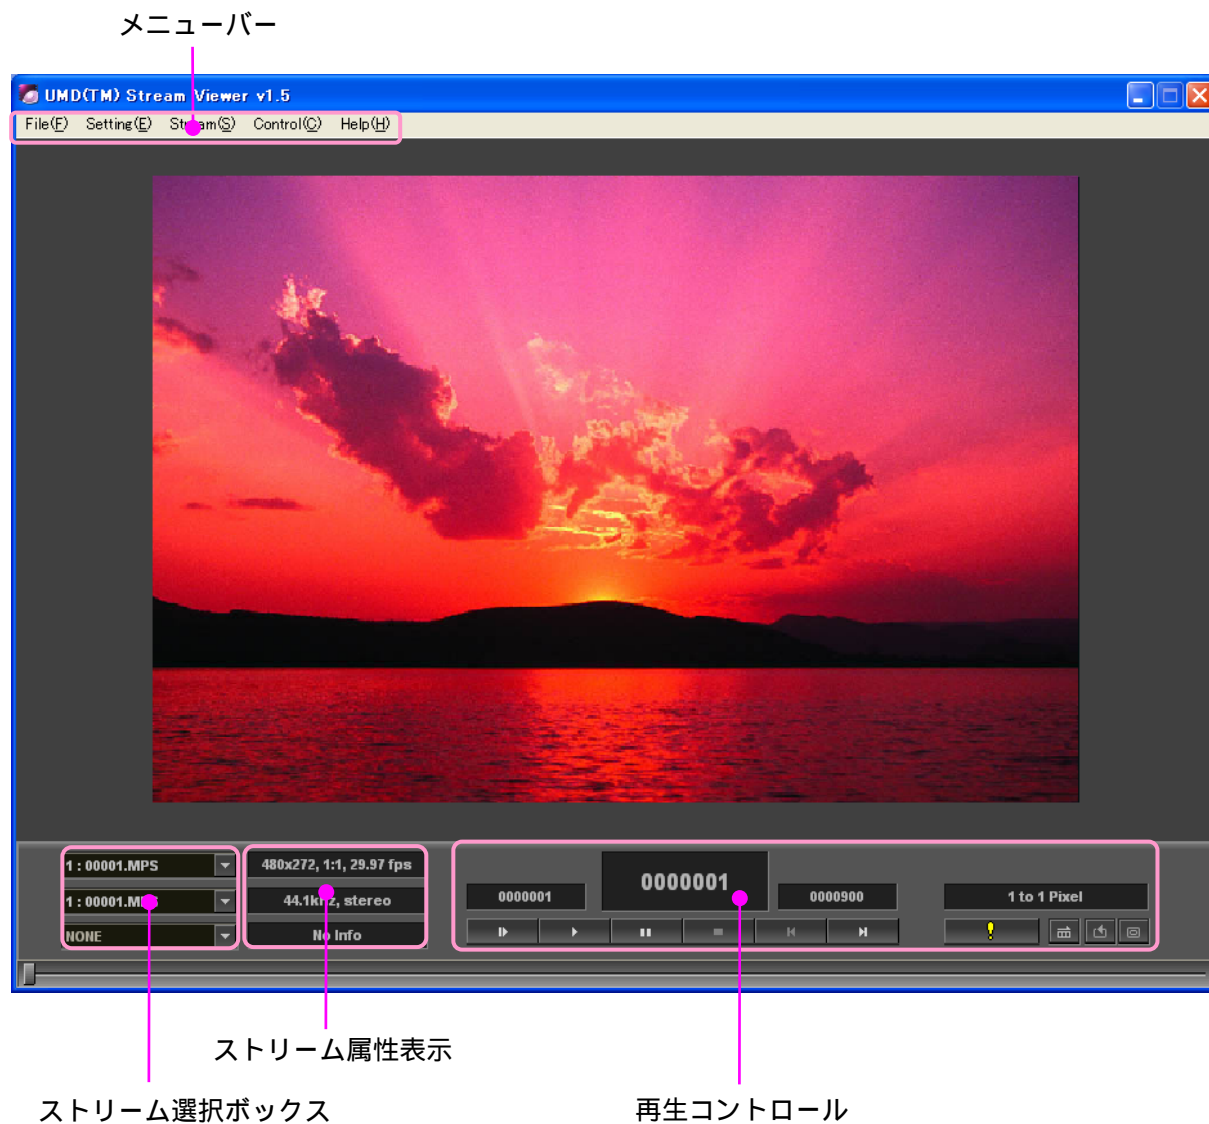 メニューバー
UMD(TM) Stream Viewer v1.5
File(F) Setting(E) Stream(S) Control(C) Help(H)
1 : 00001.MPS
480x272, 1:1, 29.97 fps
0000001
0000001
0000900
1 to 1 Pixel
1 : 00001.MPS
44.1kHz, stereo
NONE
No Info
ストリーム属性表示
ストリーム選択ボックス
再生コントロール